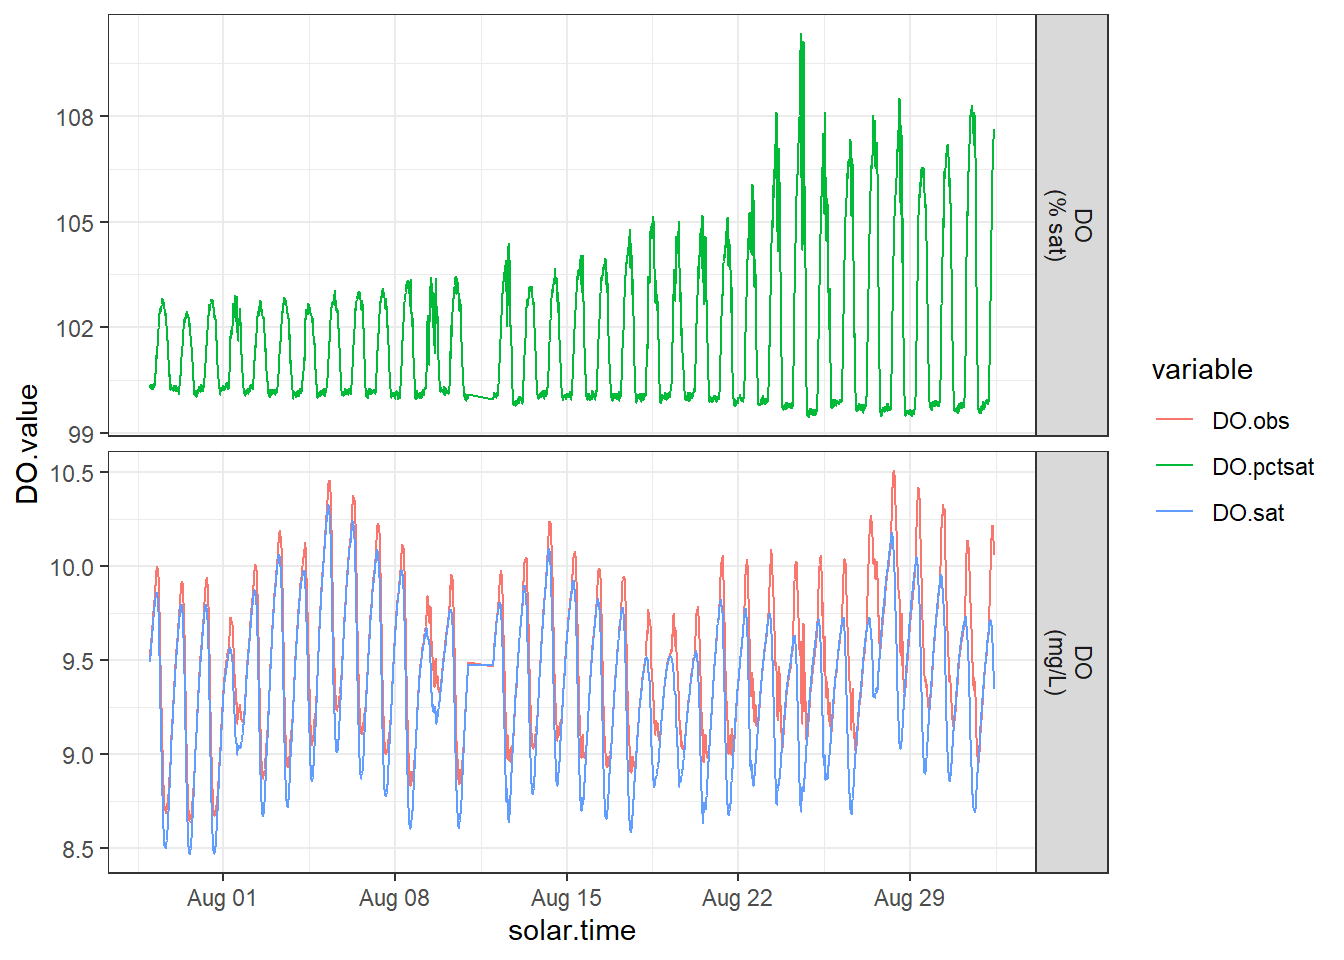 108
105
102
99
DO
(% sat)
DO.value
10.5
10.0
9.5
9.0
8.5
DO
(mg/L)
Aug 01
Aug 08
Aug 15
Aug 22
Aug 29
solar.time
variable
DO.obs
DO.pctsat
DO.sat